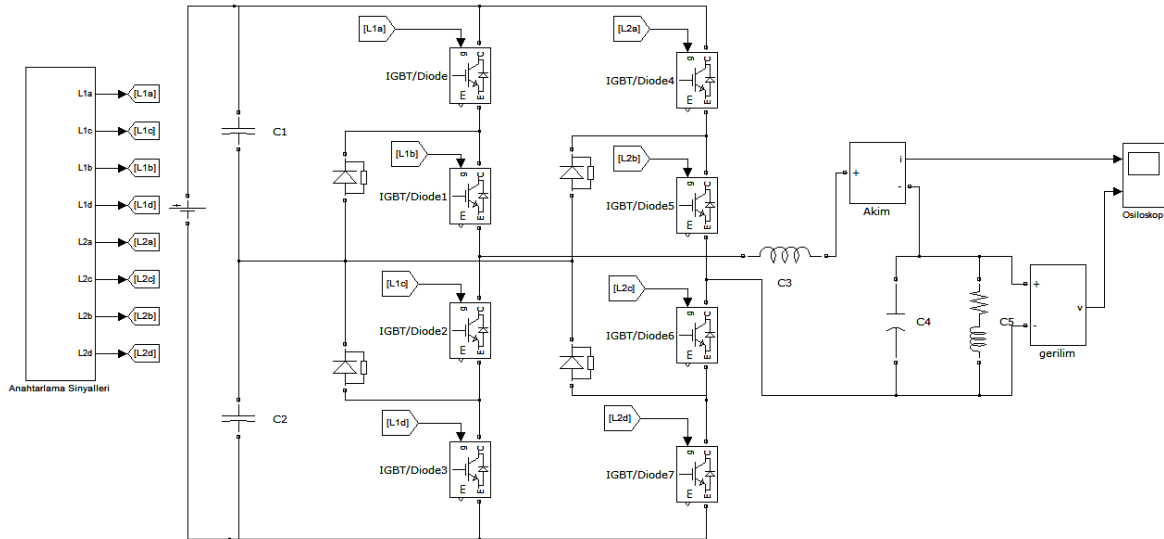 L1a
L1c
L1b
L1d
L2a
L2c
L2b
L2d
Anahtarlama Sinyalleri
[L1a]
[L1c]
[L1b]
[L1d]
[L2a]
[L2c]
[L2b]
[L2d]
+
C1
C2
[L1a]
g
C
m
E
IGBT/Diode
[L1b]
g
C
m
E
IGBT/Diode1
[L1c]
g
C
m
E
IGBT/Diode2
[L1d]
g
C
m
E
IGBT/Diode3
[L2a]
g
C
m
E
IGBT/Diode4
[L2b]
g
C
m
E
IGBT/Diode5
[L2c]
g
C
m
E
IGBT/Diode6
[L2d]
g
C
m
E
IGBT/Diode7
C3
+
i
-
Akim
C4
C5
+
-
v
gerilim
Osiloskop